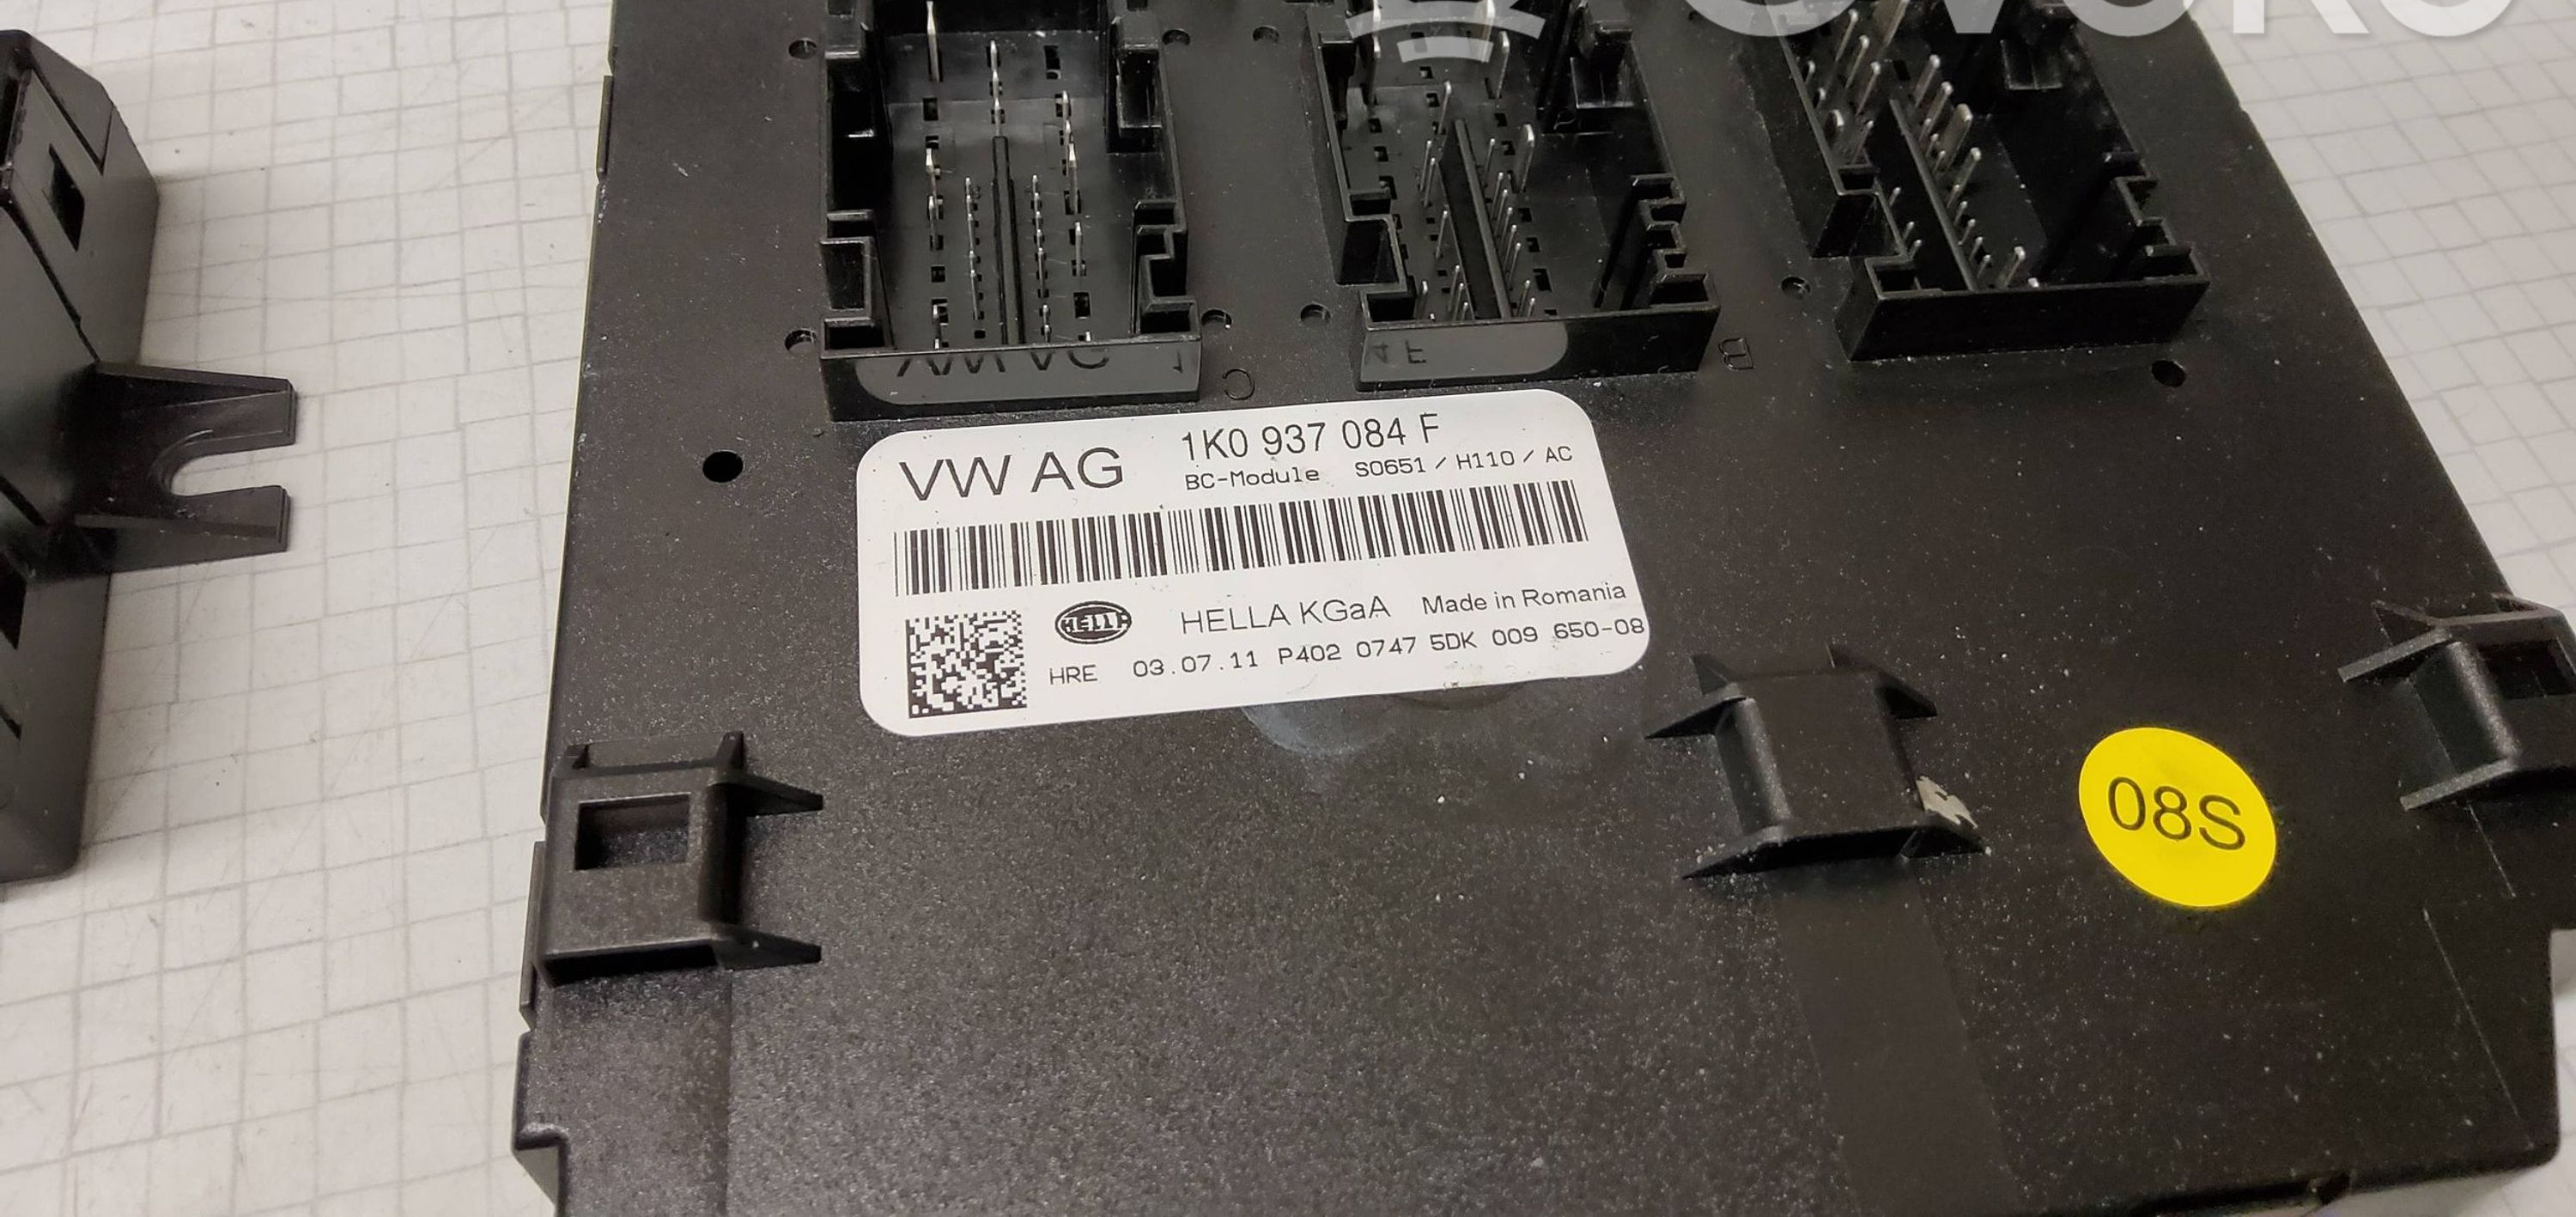 VW AG
1K0 937 084 F
BC-Module S0651 / H110 / AC
HELLA
HELLA KGaA Made in Romania
HRE 03.07.11 P402 0747 5DK 009 650-08
C
B
08S